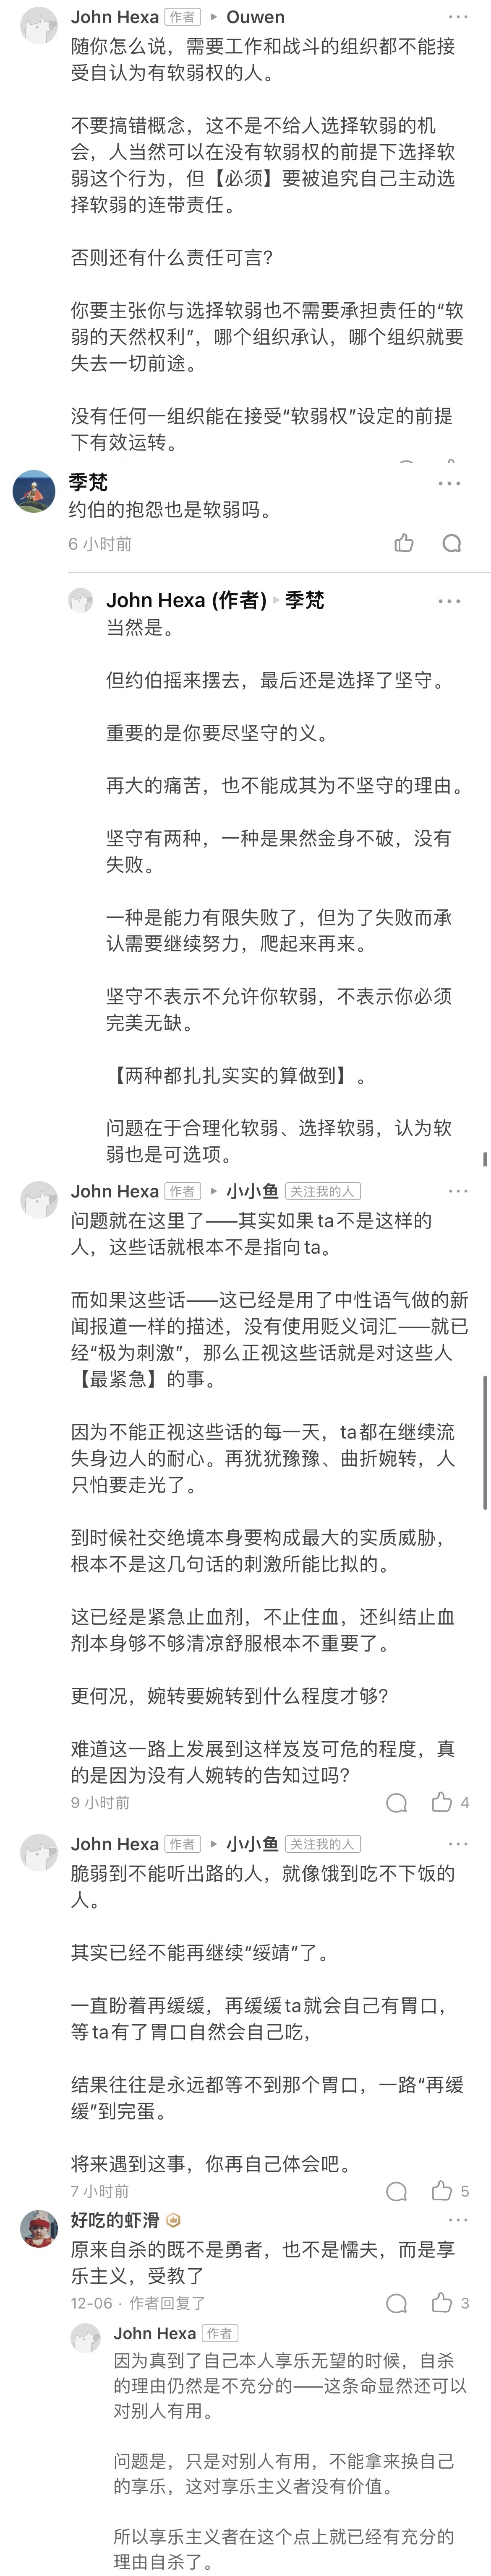 John Hexa 作者 ▸ Ouwen
随你怎么说，需要工作和战斗的组织都不能接
受自认为有软弱权的人。
不要搞错概念，这不是不给人选择软弱的机
会，人当然可以在没有软弱权的前提下选择软
弱这个行为，但【必须】要被追究自己主动选
择软弱的连带责任。
否则还有什么责任可言？
你要主张你与选择软弱也不需要承担责任的“软
弱的天然权利”，哪个组织承认，哪个组织就要
失去一切前途。
没有任何一组织能在接受“软弱权”设定的前提
下有效运转。
季梵
约伯的抱怨也是软弱吗。
6 小时前
John Hexa (作者) ▸ 季梵
当然是。
但约伯摇来摆去，最后还是选择了坚守。
重要的是你要尽坚守的义。
再大的痛苦，也不能成其为不坚守的理由。
坚守有两种，一种是果然金身不破，没有
失败。
一种是能力有限失败了，但为了失败而承
认需要继续努力，爬起来再来。
坚守不表示不允许你软弱，不表示你必须
完美无缺。
【两种都扎扎实实的算做到】。
问题在于合理化软弱、选择软弱，认为软
弱也是可选项。
John Hexa 作者 ▸ 小小鱼 关注我的人
问题就在这里了——其实如果ta不是这样的
人，这些话就根本不是指向ta。
而如果这些话——这已经是用了中性语气做的新
闻报道一样的描述，没有使用贬义词汇——就已
经“极为刺激”，那么正视这些话就是对这些人
【最紧急】的事。
因为不能正视这些话的每一天，ta都在继续流
失身边人的耐心。再犹犹豫豫、曲折婉转，人
只怕要走光了。
到时候社交绝境本身要构成最大的实质威胁，
根本不是这几句话的刺激所能比拟的。
这已经是紧急止血剂，不止住血，还纠结止血
剂本身够不够清凉舒服根本不重要了。
更何况，婉转要婉转到什么程度才够？
难道这一路上发展到这样岌岌可危的程度，真
的是因为没有人婉转的告知过吗？
9 小时前 4
John Hexa 作者 ▸ 小小鱼 关注我的人
脆弱到不能听出路的人，就像饿到吃不下饭的
人。
其实已经不能再继续“绥靖”了。
一直盼着再缓缓，再缓缓ta就会自己有胃口，
等ta有了胃口自然会自己吃，
结果往往是永远都等不到那个胃口，一路“再缓
缓”到完蛋。
将来遇到这事，你再自己体会吧。
7 小时前 5
好吃的虾滑
原来自杀的既不是勇者，也不是懦夫，而是享
乐主义，受教了
12-06 · 作者回复了 3
John Hexa 作者
因为真到了自己本人享乐无望的时候，自杀
的理由仍然是不充分的——这条命显然还可以
对别人有用。
问题是，只是对别人有用，不能拿来换自己
的享乐，这对享乐主义者没有价值。
所以享乐主义者在这个点上就已经有充分的
理由自杀了。